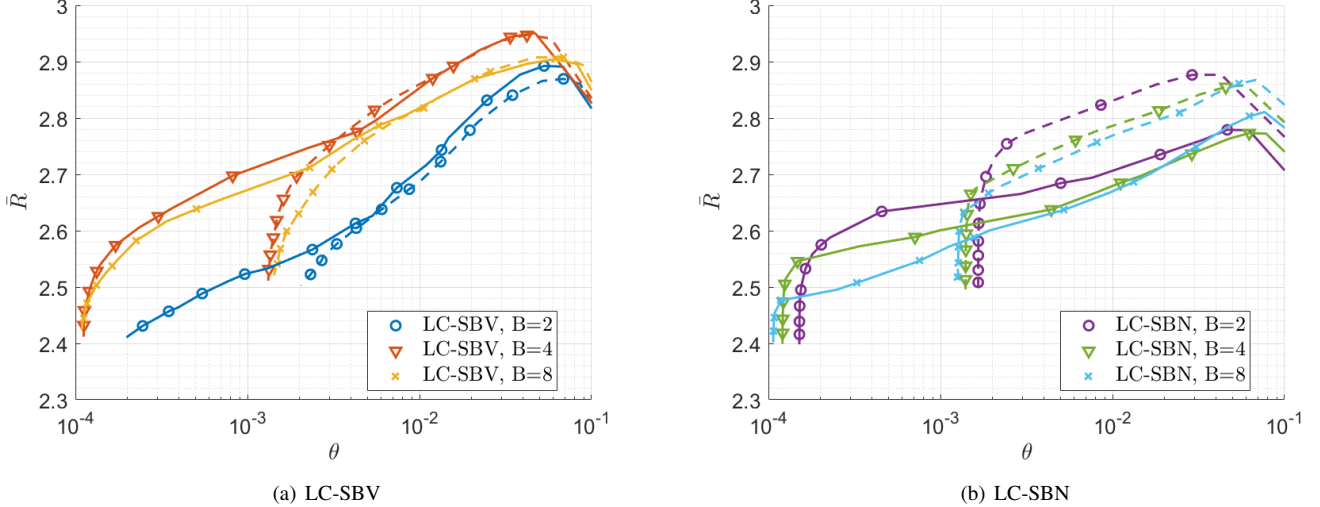 3
2.9
2.8
2.7
2.6
2.5
2.4
2.3
R̄
LC-SBV, B=2
LC-SBV, B=4
LC-SBV, B=8
10-4
10-3
10-2
10-1
θ
(a) LC-SBV
3
2.9
2.8
2.7
2.6
2.5
2.4
2.3
R̄
LC-SBN, B=2
LC-SBN, B=4
LC-SBN, B=8
10-4
10-3
10-2
10-1
θ
(b) LC-SBN